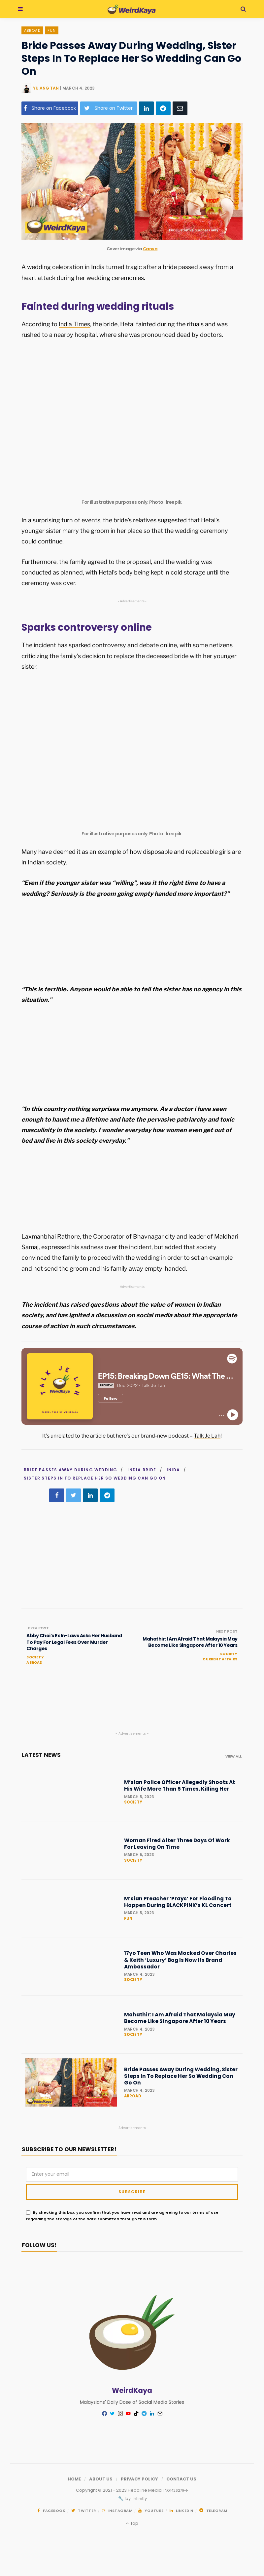 WeirdKaya
ABROAD FUN
Bride Passes Away During Wedding, Sister
Steps In To Replace Her So Wedding Can Go
On
YU ANG TAN | MARCH 4, 2023
Share on Facebook Share on Twitter
WeirdKaya
For illustrative purposes only
Cover image via Canva
A wedding celebration in India turned tragic after a bride passed away from a
heart attack during her wedding ceremonies.
Fainted during wedding rituals
According to India Times, the bride, Hetal fainted during the rituals and was
rushed to a nearby hospital, where she was pronounced dead by doctors.
For illustrative purposes only. Photo: freepik.
In a surprising turn of events, the bride's relatives suggested that Hetal's
younger sister marry the groom in her place so that the wedding ceremony
could continue.
Furthermore, the family agreed to the proposal, and the wedding was
conducted as planned, with Hetal's body being kept in cold storage until the
ceremony was over.
- Advertisements -
Sparks controversy online
The incident has sparked controversy and debate online, with some netizens
criticizing the family's decision to replace the deceased bride with her younger
sister.
For illustrative purposes only. Photo: freepik.
Many have deemed it as an example of how disposable and replaceable girls are
in Indian society.
"Even if the younger sister was "willing", was it the right time to have a
wedding? Seriously is the groom going empty handed more important?"
"This is terrible. Anyone would be able to tell the sister has no agency in this
situation."
"In this country nothing surprises me anymore. As a doctor i have seen
enough to haunt me a lifetime and hate the pervasive patriarchy and toxic
masculinity in the society. I wonder everyday how women even get out of
bed and live in this society everyday."
Laxmanbhai Rathore, the Corporator of Bhavnagar city and leader of Maldhari
Samaj, expressed his sadness over the incident, but added that society
convinced the family to proceed with the wedding in order to set an example
and not send the groom and his family away empty-handed.
- Advertisements -
The incident has raised questions about the value of women in Indian
society, and has ignited a discussion on social media about the appropriate
course of action in such circumstances.
TALK JE LAH
WeirdKaya
EP15: Breaking Down GE15: What The ...
PREVIEW Dec 2022 · Talk Je Lah
Follow
It's unrelated to the article but here's our brand-new podcast – Talk Je Lah!
BRIDE PASSES AWAY DURING WEDDING / INDIA BRIDE / INIDA /
SISTER STEPS IN TO REPLACE HER SO WEDDING CAN GO ON
PREV POST
Abby Choi's Ex In-Laws Asks Her Husband
To Pay For Legal Fees Over Murder
Charges
SOCIETY
ABROAD
NEXT POST
Mahathir: I Am Afraid That Malaysia May
Become Like Singapore After 10 Years
SOCIETY
CURRENT AFFAIRS
- Advertisements -
LATEST NEWS
VIEW ALL
M'sian Police Officer Allegedly Shoots At
His Wife More Than 5 Times, Killing Her
MARCH 5, 2023
SOCIETY
Woman Fired After Three Days Of Work
For Leaving On Time
MARCH 5, 2023
SOCIETY
M'sian Preacher 'Prays' For Flooding To
Happen During BLACKPINK's KL Concert
MARCH 5, 2023
FUN
17yo Teen Who Was Mocked Over Charles
& Keith 'Luxury' Bag Is Now Its Brand
Ambassador
MARCH 4, 2023
SOCIETY
Mahathir: I Am Afraid That Malaysia May
Become Like Singapore After 10 Years
MARCH 4, 2023
SOCIETY
Bride Passes Away During Wedding, Sister
Steps In To Replace Her So Wedding Can
Go On
MARCH 4, 2023
ABROAD
- Advertisements -
SUBSCRIBE TO OUR NEWSLETTER!
Enter your email
SUBSCRIBE
By checking this box, you confirm that you have read and are agreeing to our terms of use
regarding the storage of the data submitted through this form.
FOLLOW US!
WeirdKaya
Malaysians' Daily Dose of Social Media Stories
HOME ABOUT US PRIVACY POLICY CONTACT US
by Infinity
FACEBOOK TWITTER INSTAGRAM YOUTUBE LINKEDIN TELEGRAM
Top